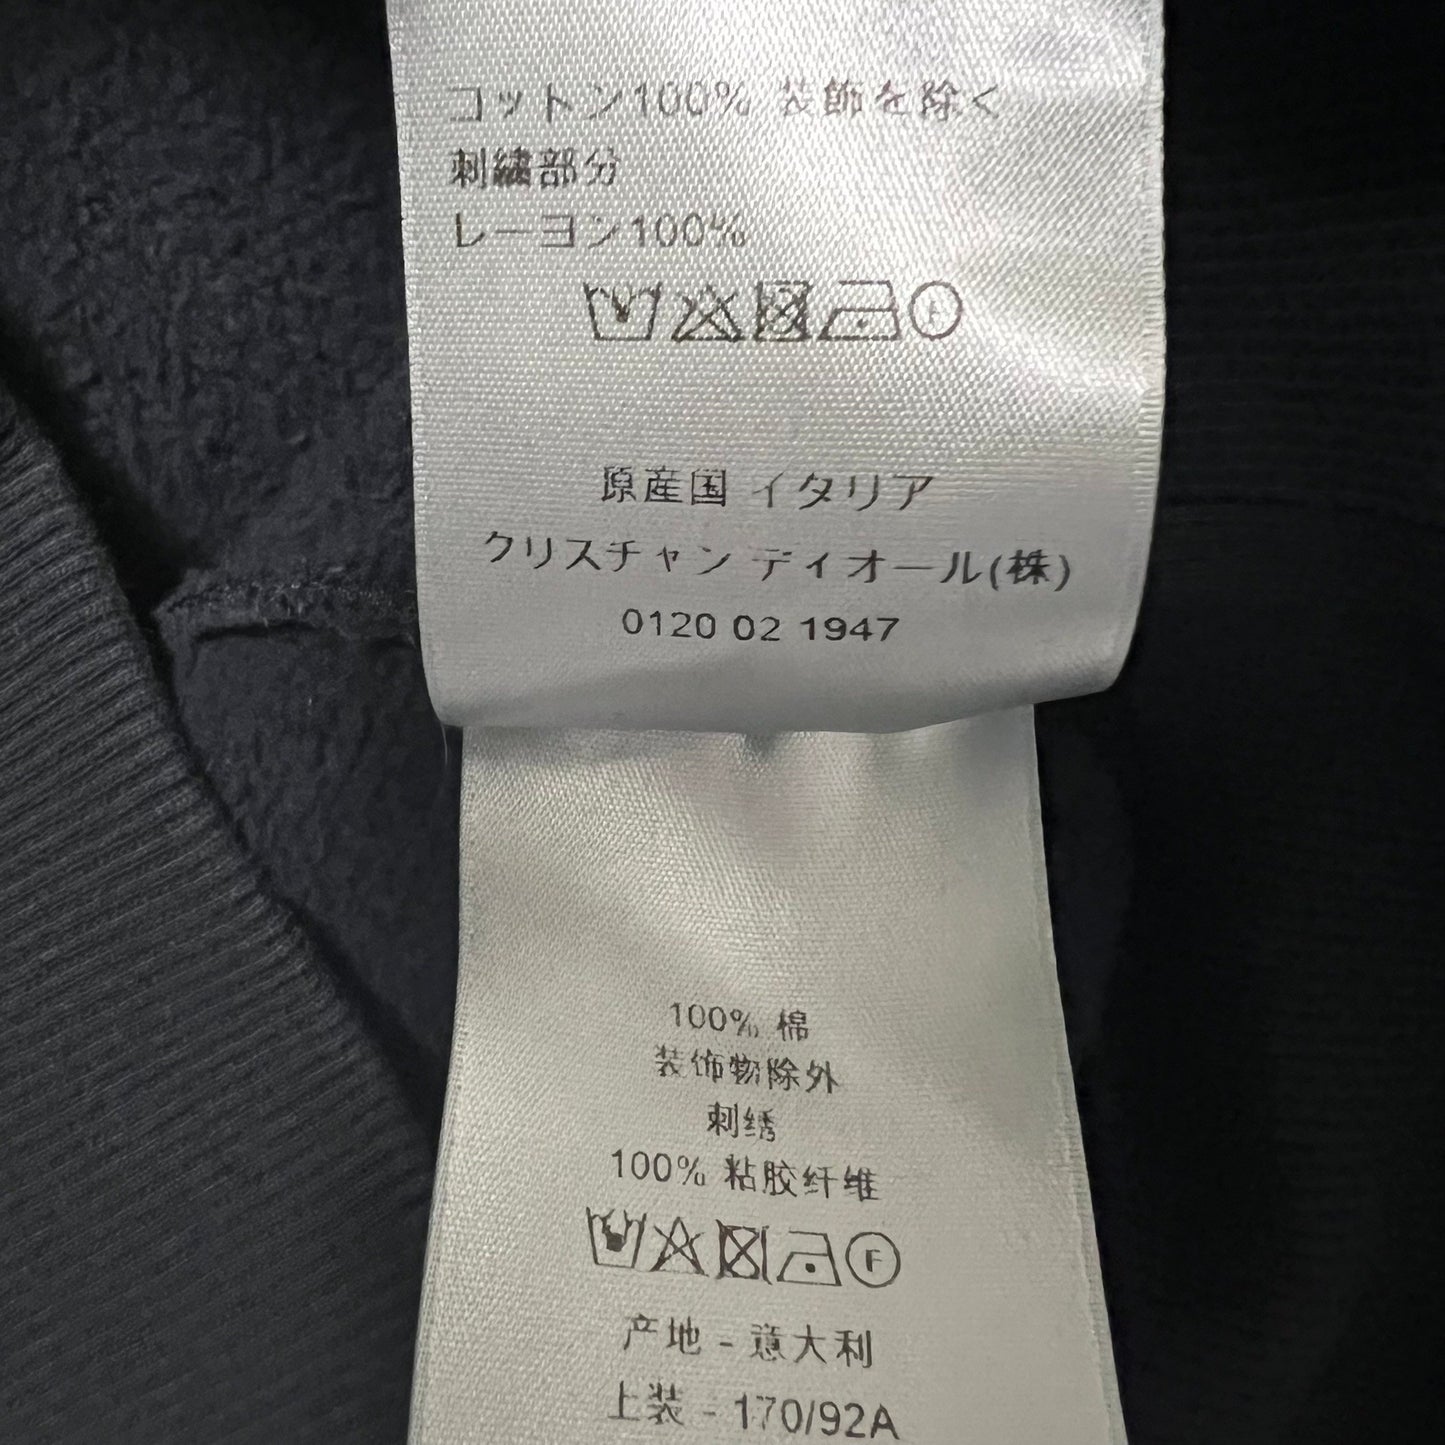 コットン100% 装飾を除く
刺繍部分
レーヨン100%
F
原産国 イタリア
クリスチャン ディオール(株)
0120 02 1947
100% 棉
装饰物除外
刺绣
100% 粘胶纤维
F
产地 - 意大利
上装 - 170/92A